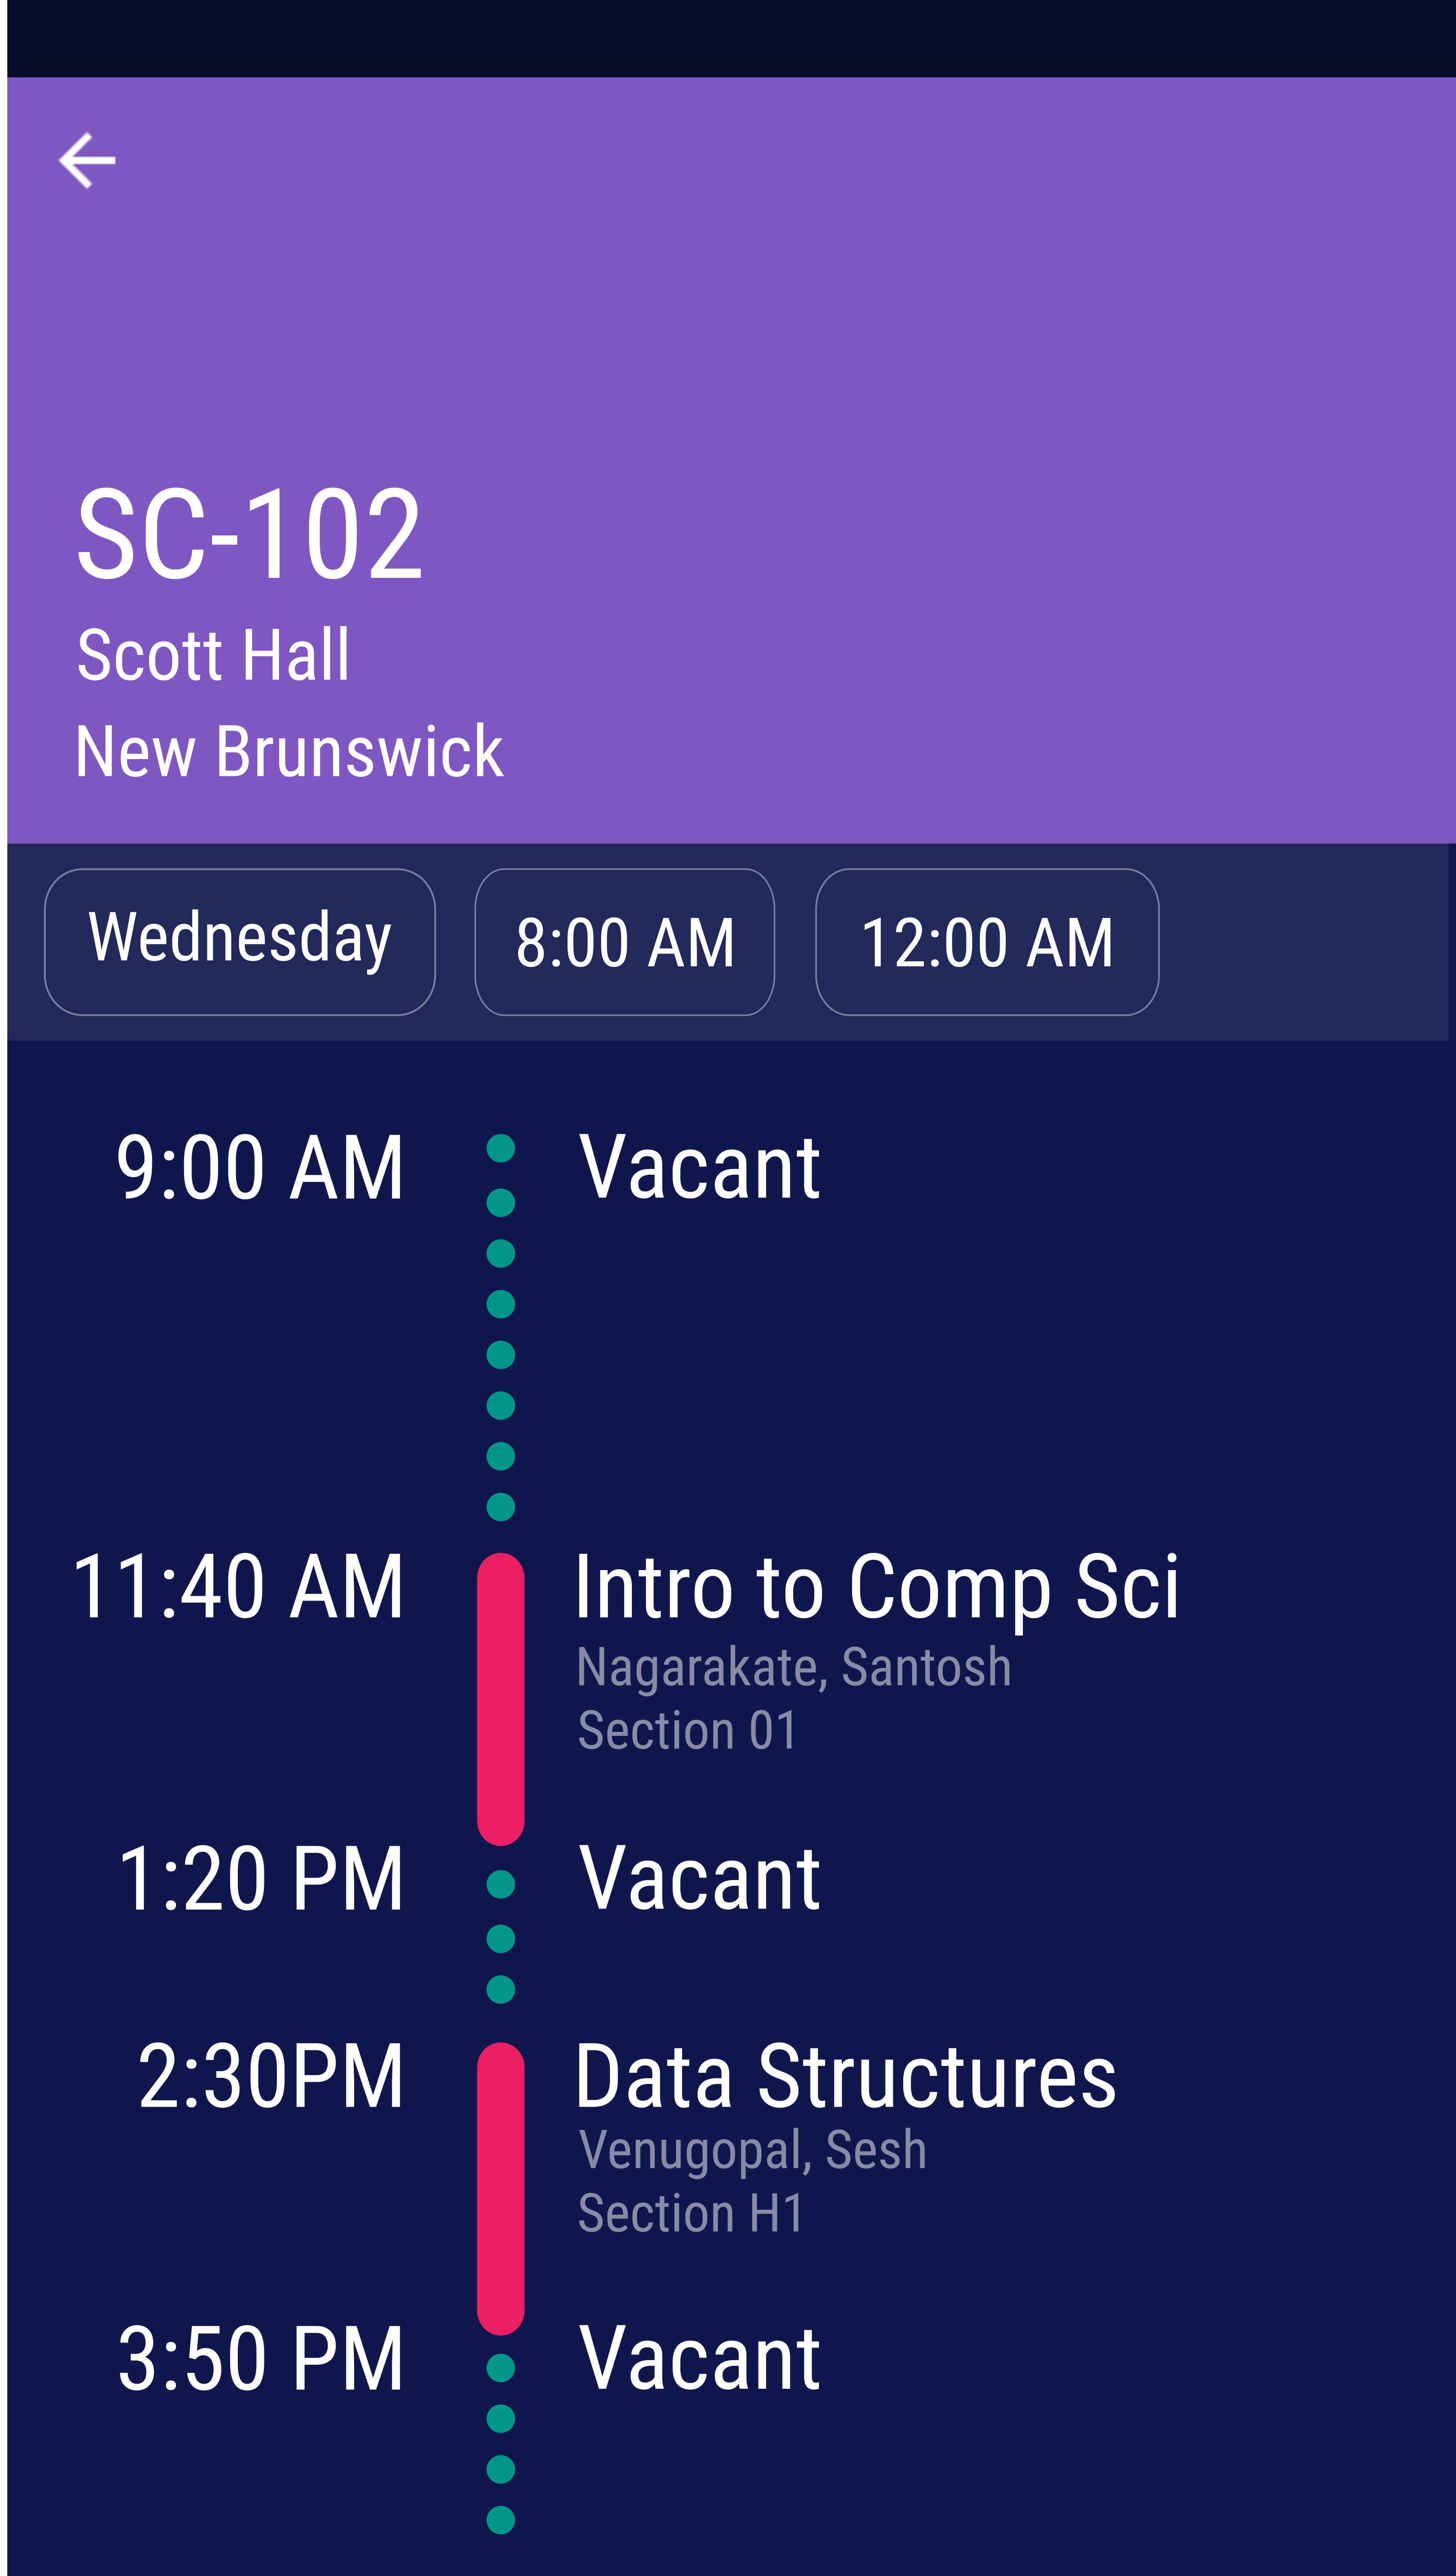 SC-102
Scott Hall
New Brunswick
Wednesday 8:00 AM 12:00 AM
9:00 AM Vacant
11:40 AM Intro to Comp Sci
Nagarakate, Santosh
Section 01
1:20 PM Vacant
2:30PM Data Structures
Venugopal, Sesh
Section H1
3:50 PM Vacant